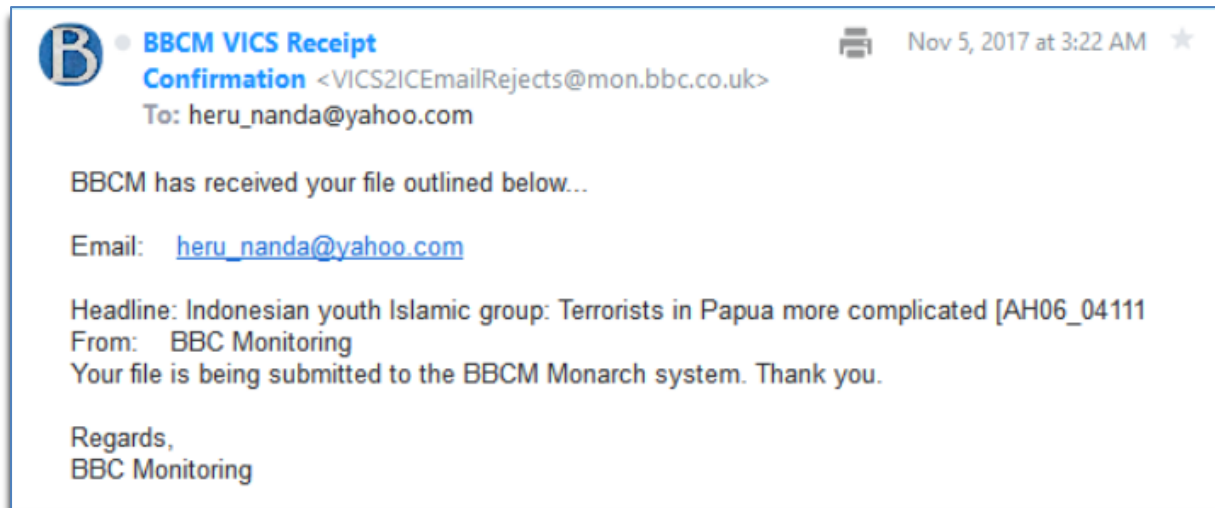 B
BBCM VICS Receipt
Confirmation <VICS2ICEmailRejects@mon.bbc.co.uk>
Nov 5, 2017 at 3:22 AM
To: heru_nanda@yahoo.com
BBCM has received your file outlined below...
Email: heru_nanda@yahoo.com
Headline: Indonesian youth Islamic group: Terrorists in Papua more complicated [AH06_04111
From: BBC Monitoring
Your file is being submitted to the BBCM Monarch system. Thank you.
Regards,
BBC Monitoring